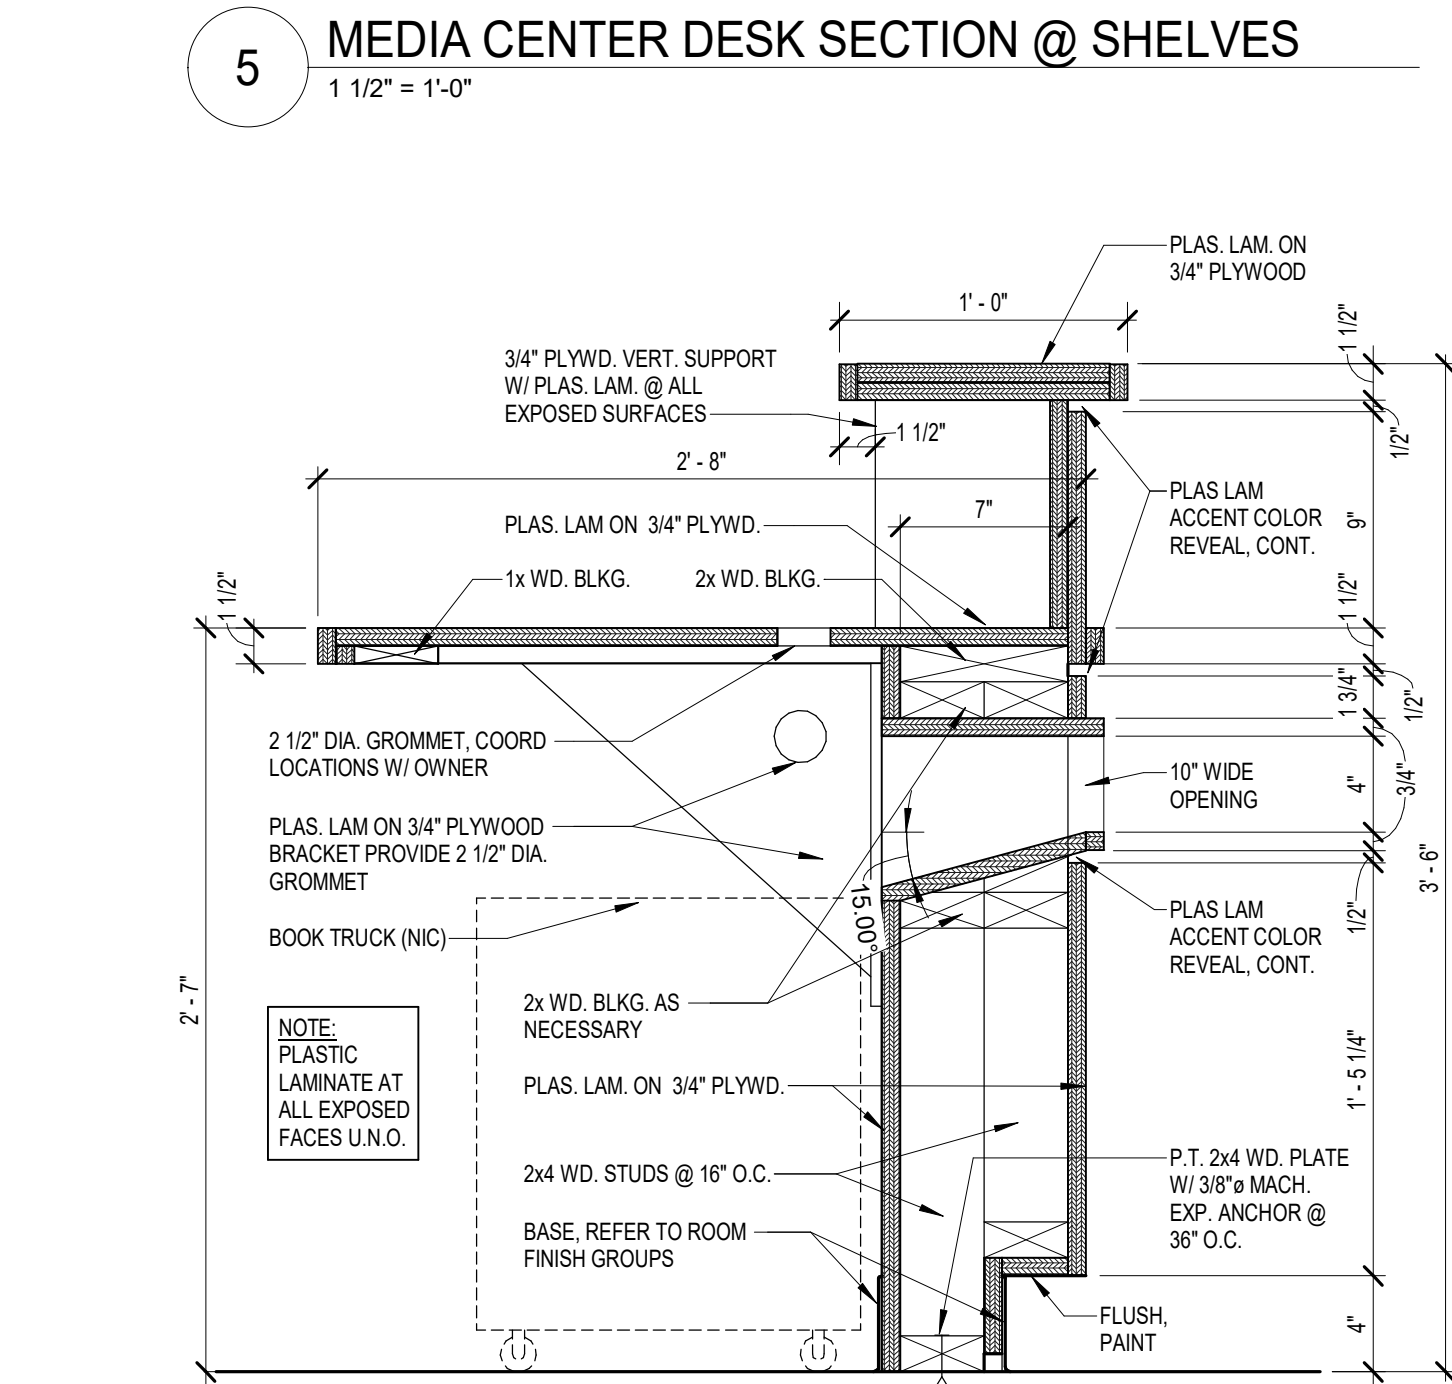 5
MEDIA CENTER DESK SECTION @ SHELVES
1 1/2" = 1'-0"
PLAS. LAM. ON
3/4" PLYWOOD
1' - 0"
1 1/2"
3/4" PLYWD. VERT. SUPPORT
W/ PLAS. LAM. @ ALL
EXPOSED SURFACES
1 1/2"
1/2"
2' - 8"
PLAS LAM
ACCENT COLOR
REVEAL, CONT.
7"
9"
PLAS. LAM ON 3/4" PLYWD.
1x WD. BLKG.
2x WD. BLKG.
1 1/2"
1 1/2"
1 3/4"
1/2"
2 1/2" DIA. GROMMET, COORD
LOCATIONS W/ OWNER
10" WIDE
OPENING
4"
3/4"
PLAS. LAM ON 3/4" PLYWOOD
BRACKET PROVIDE 2 1/2" DIA.
GROMMET
3' - 6"
15.00°
1/2"
PLAS LAM
ACCENT COLOR
REVEAL, CONT.
BOOK TRUCK (NIC)
2' - 7"
2x WD. BLKG. AS
NECESSARY
NOTE:
PLASTIC
LAMINATE AT
ALL EXPOSED
FACES U.N.O.
PLAS. LAM. ON 3/4" PLYWD.
1' - 5 1/4"
2x4 WD. STUDS @ 16" O.C.
P.T. 2x4 WD. PLATE
W/ 3/8"ø MACH.
EXP. ANCHOR @
36" O.C.
BASE, REFER TO ROOM
FINISH GROUPS
FLUSH,
PAINT
4"